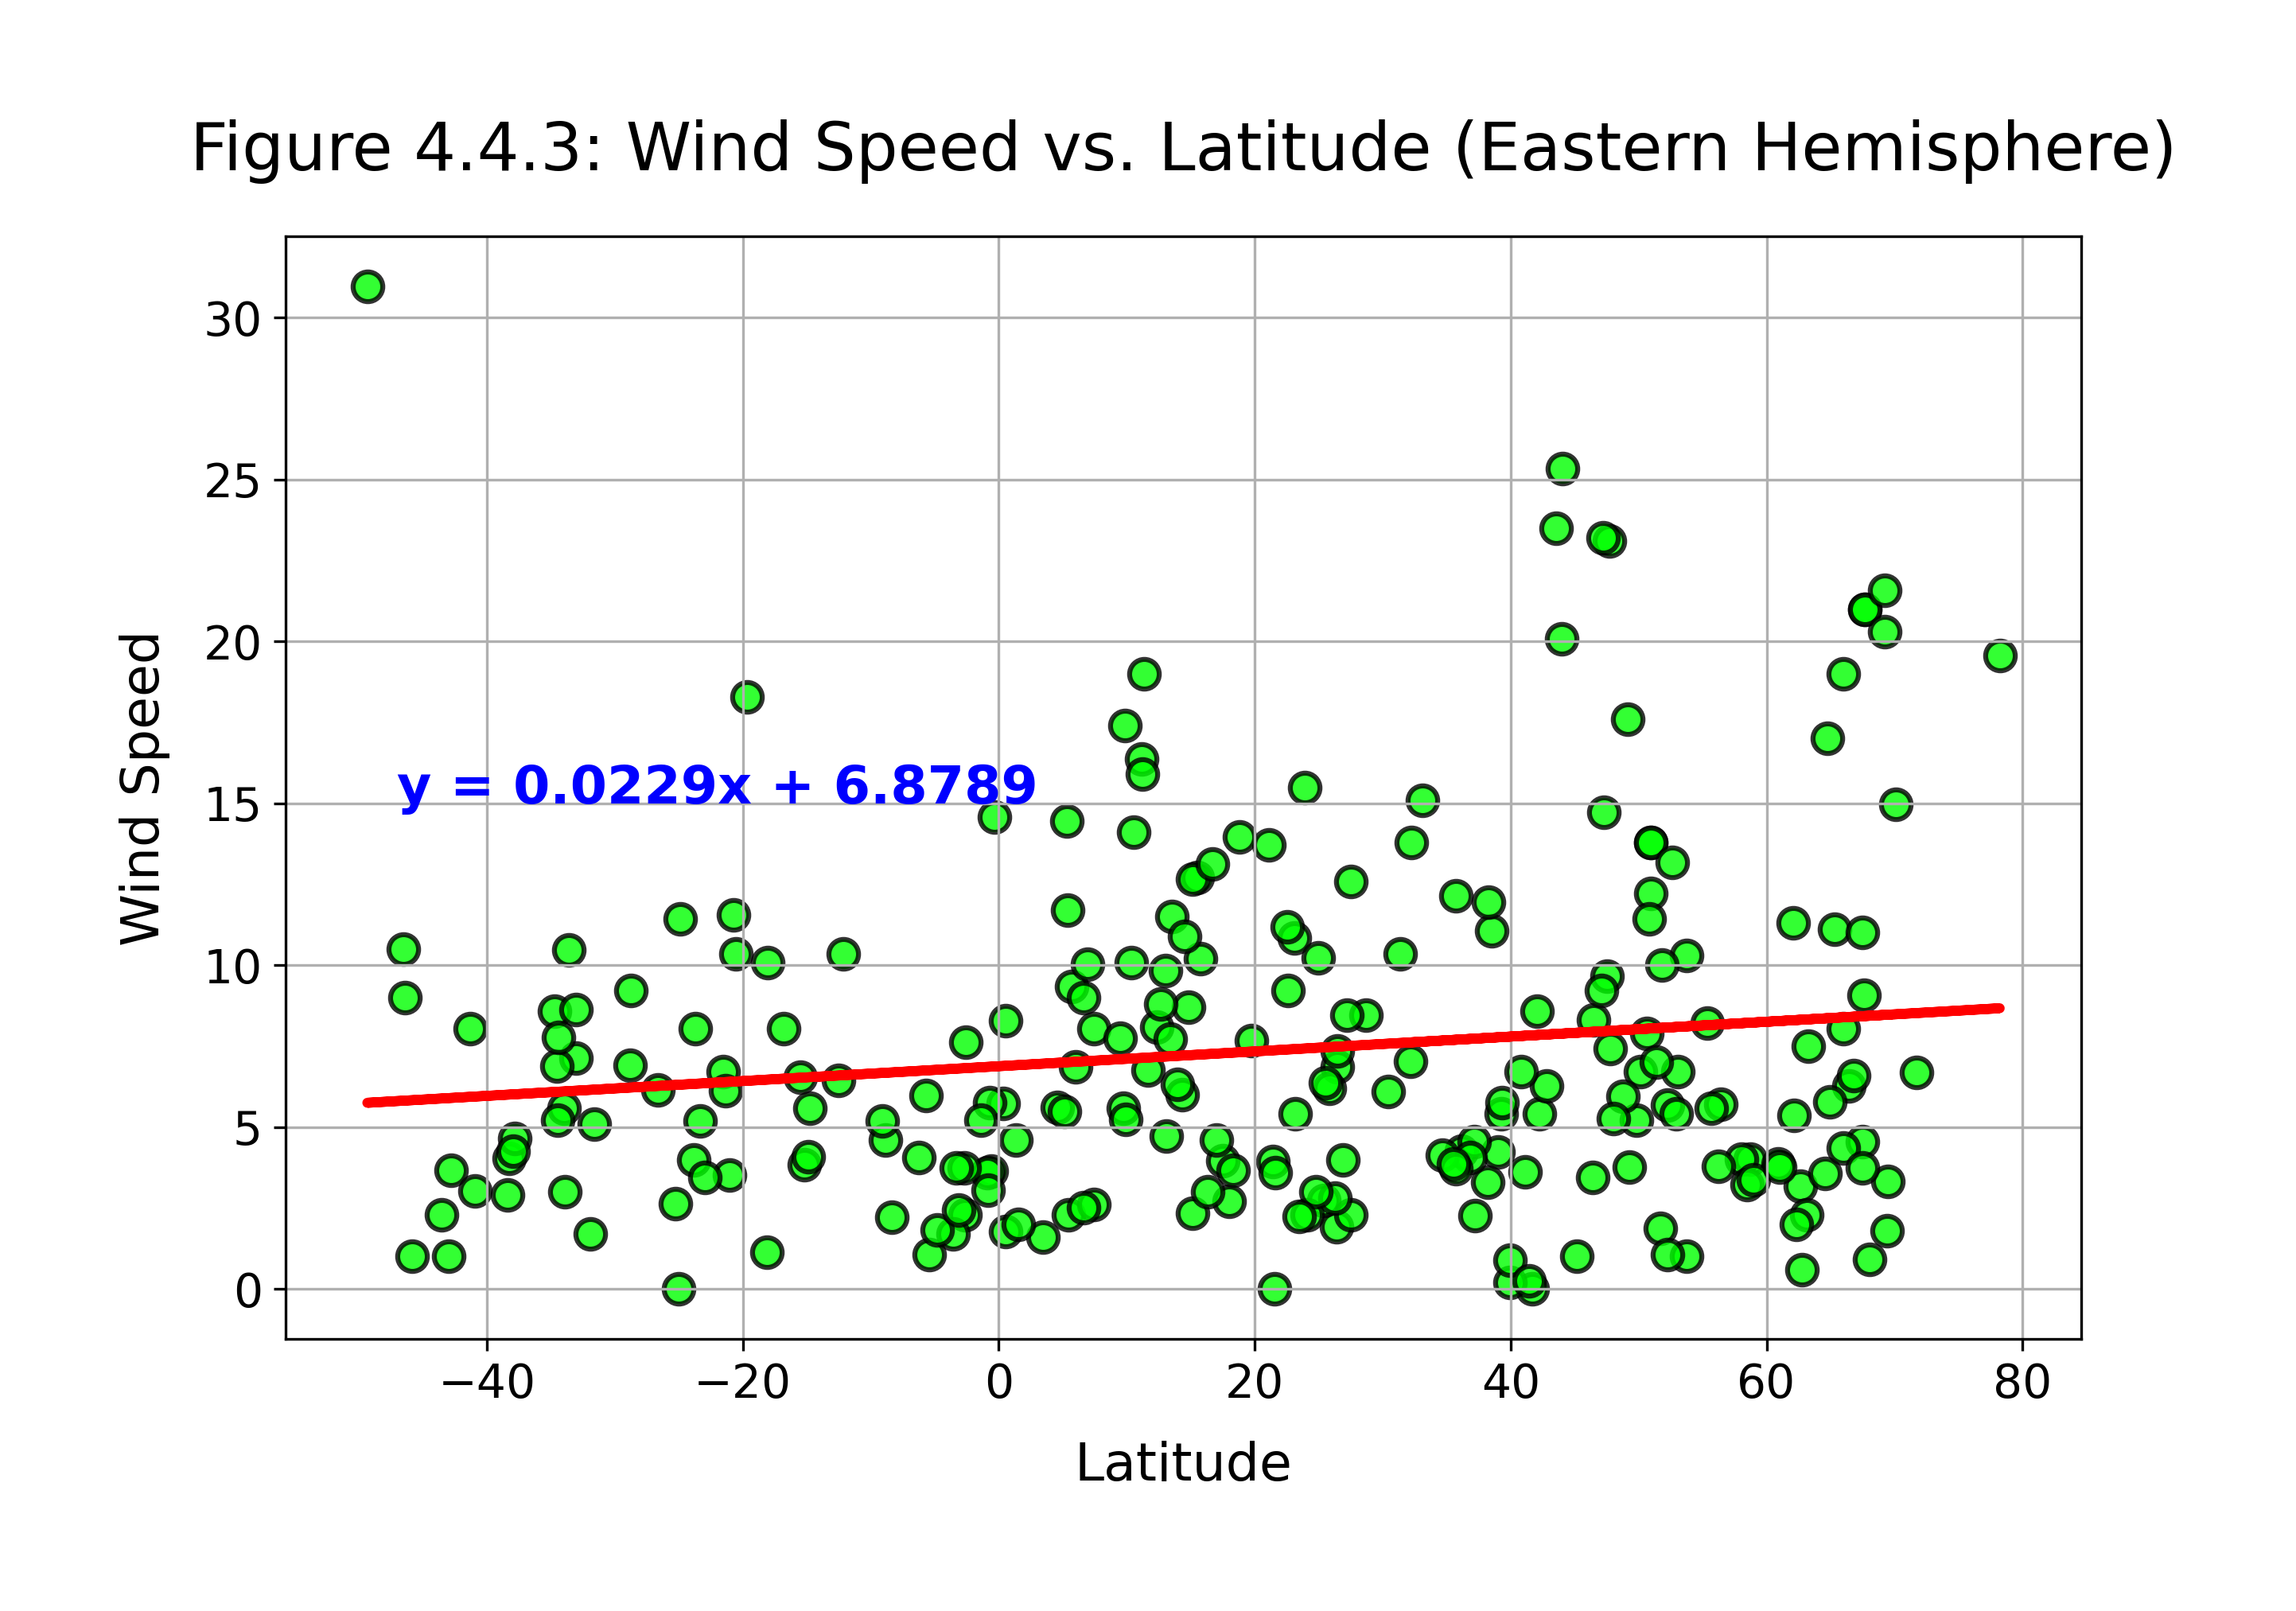 Figure 4.4.3: Wind Speed vs. Latitude (Eastern Hemisphere)
30
25
20
15
10
5
0
Wind Speed
y = 0.0229x + 6.8789
−40 −20 0 20 40 60 80
Latitude